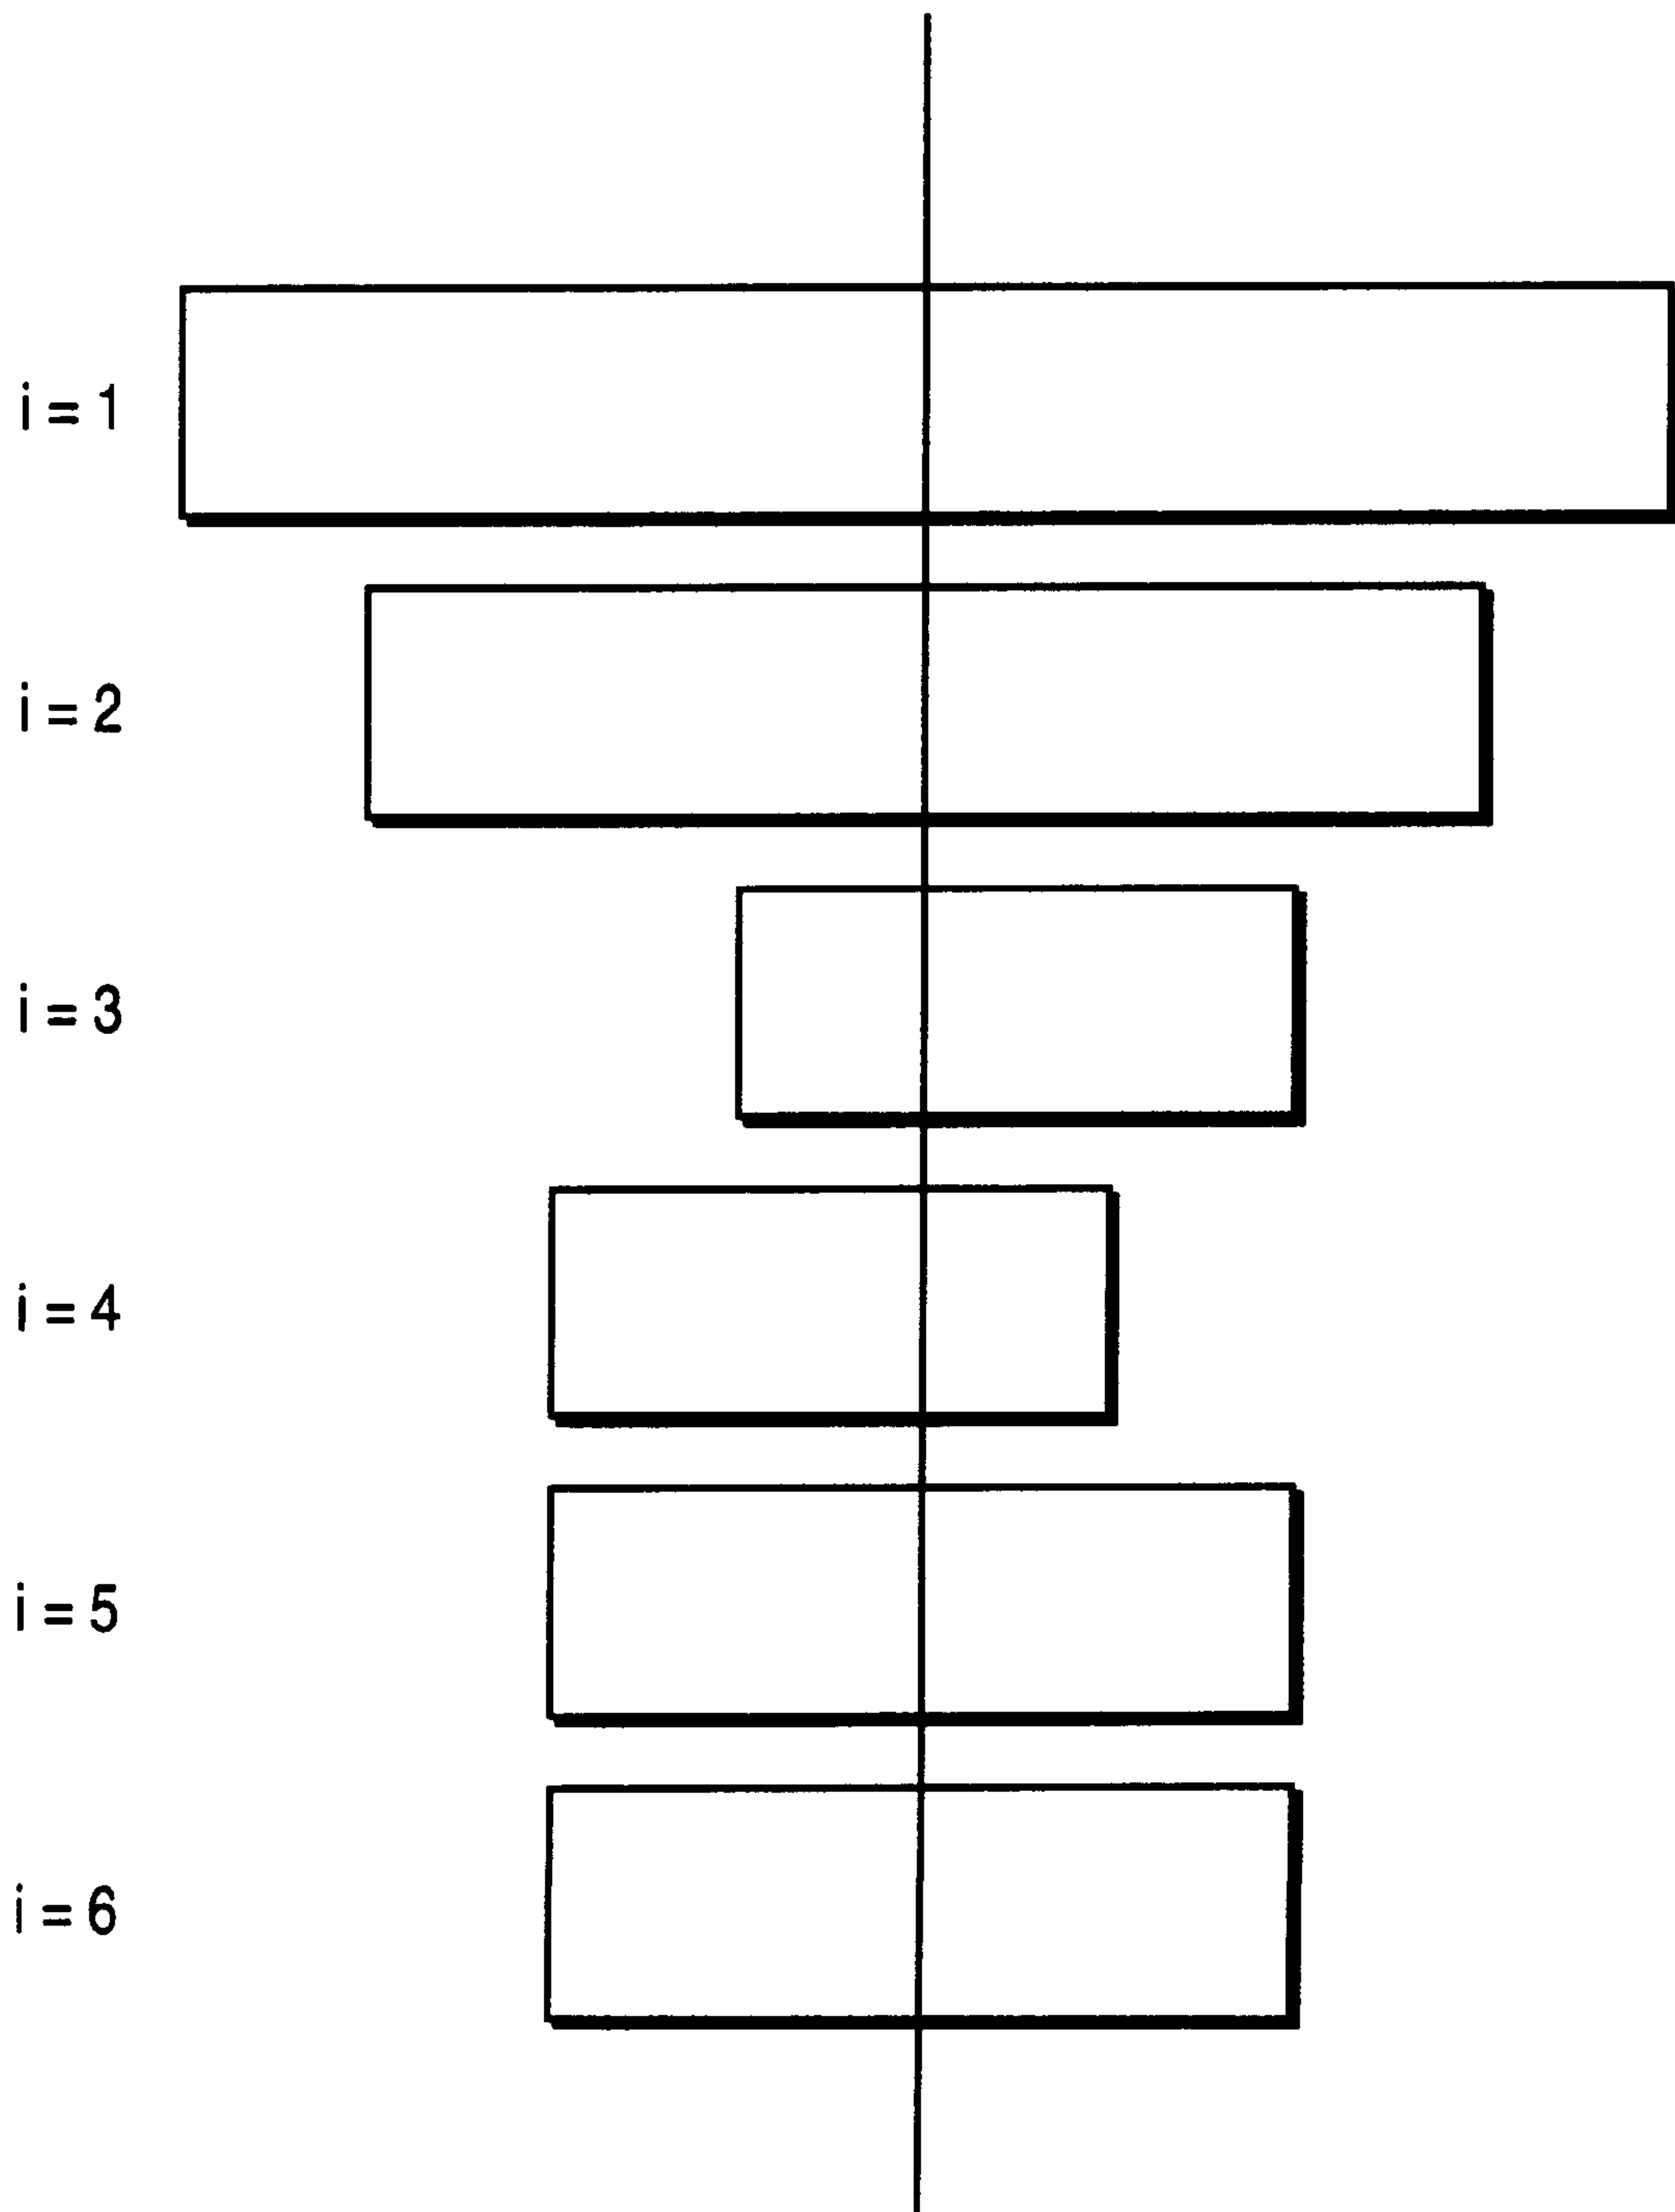 i = 1
i = 2
i = 3
i = 4
i = 5
i = 6